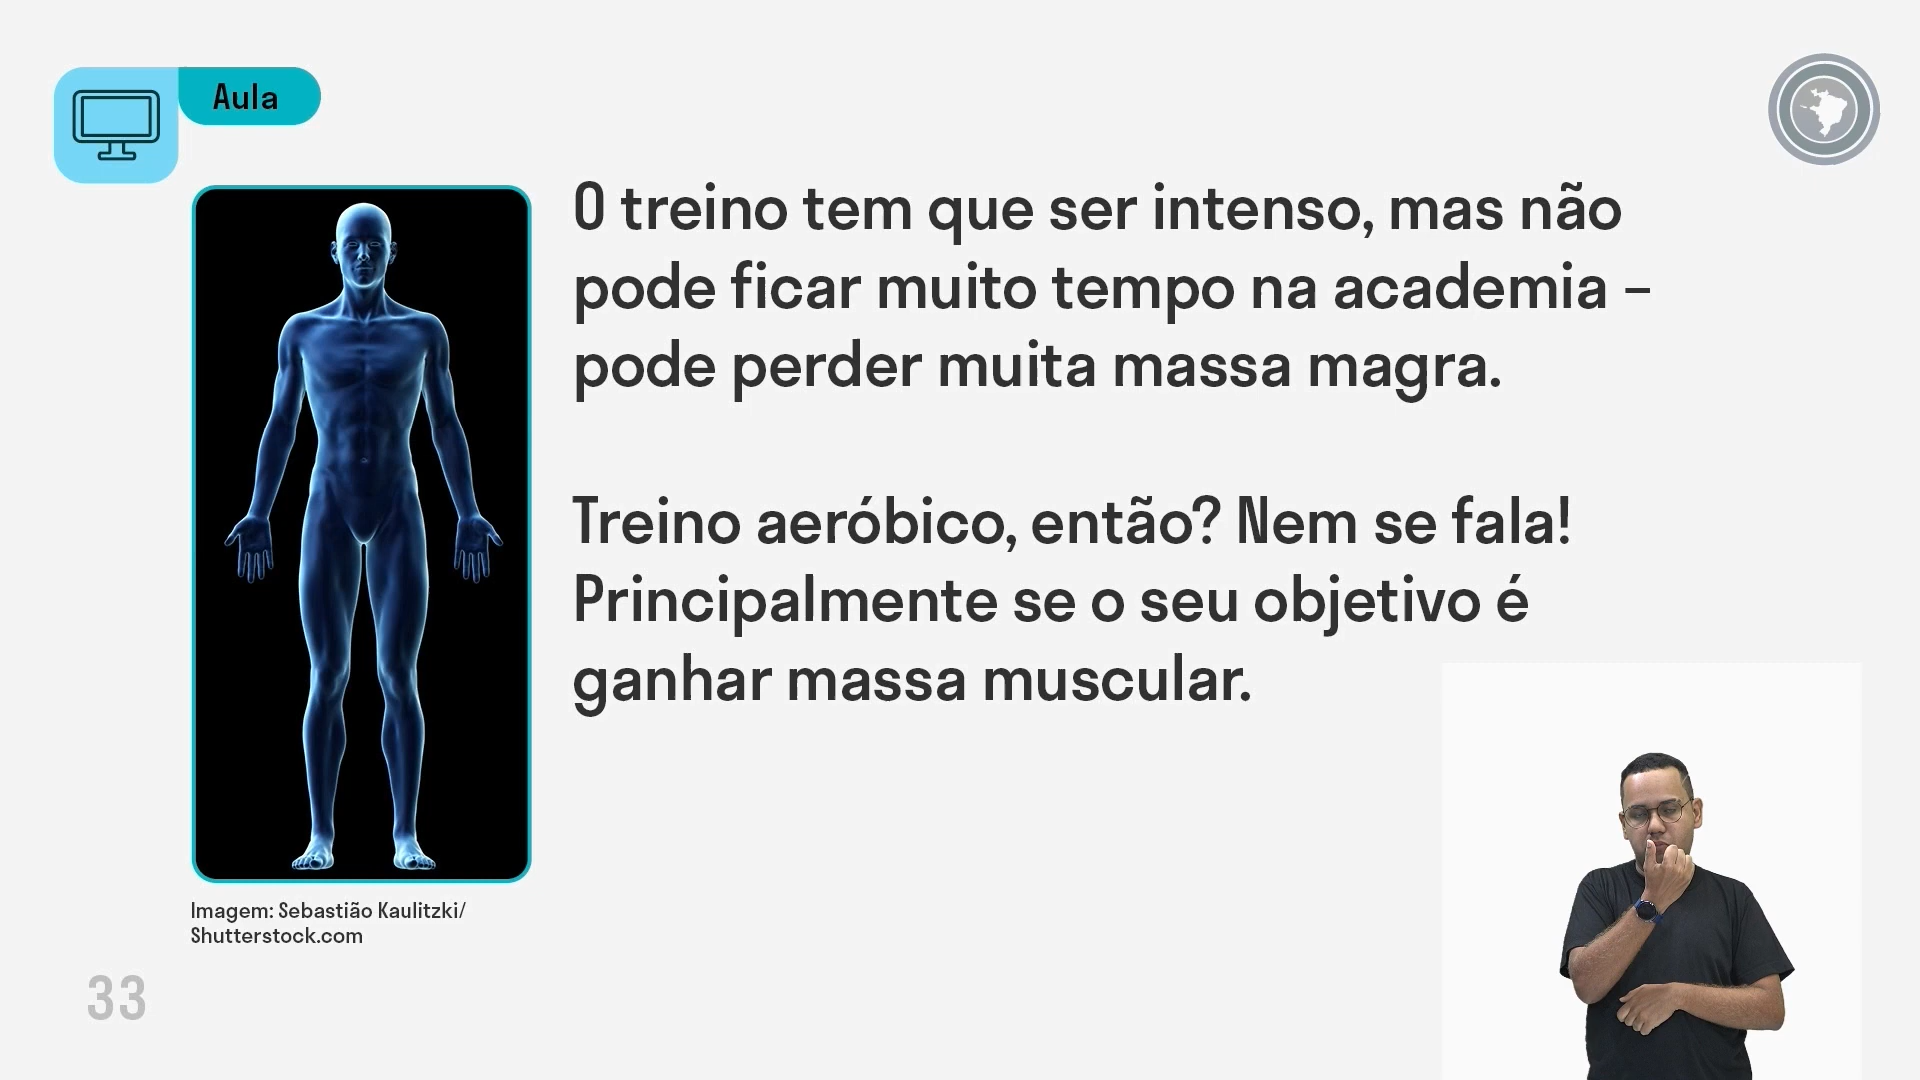 Aula
O treino tem que ser intenso, mas não
pode ficar muito tempo na academia –
pode perder muita massa magra.
Treino aeróbico, então? Nem se fala!
Principalmente se o seu objetivo é
ganhar massa muscular.
Imagem: Sebastião Kaulitzki/
Shutterstock.com
33